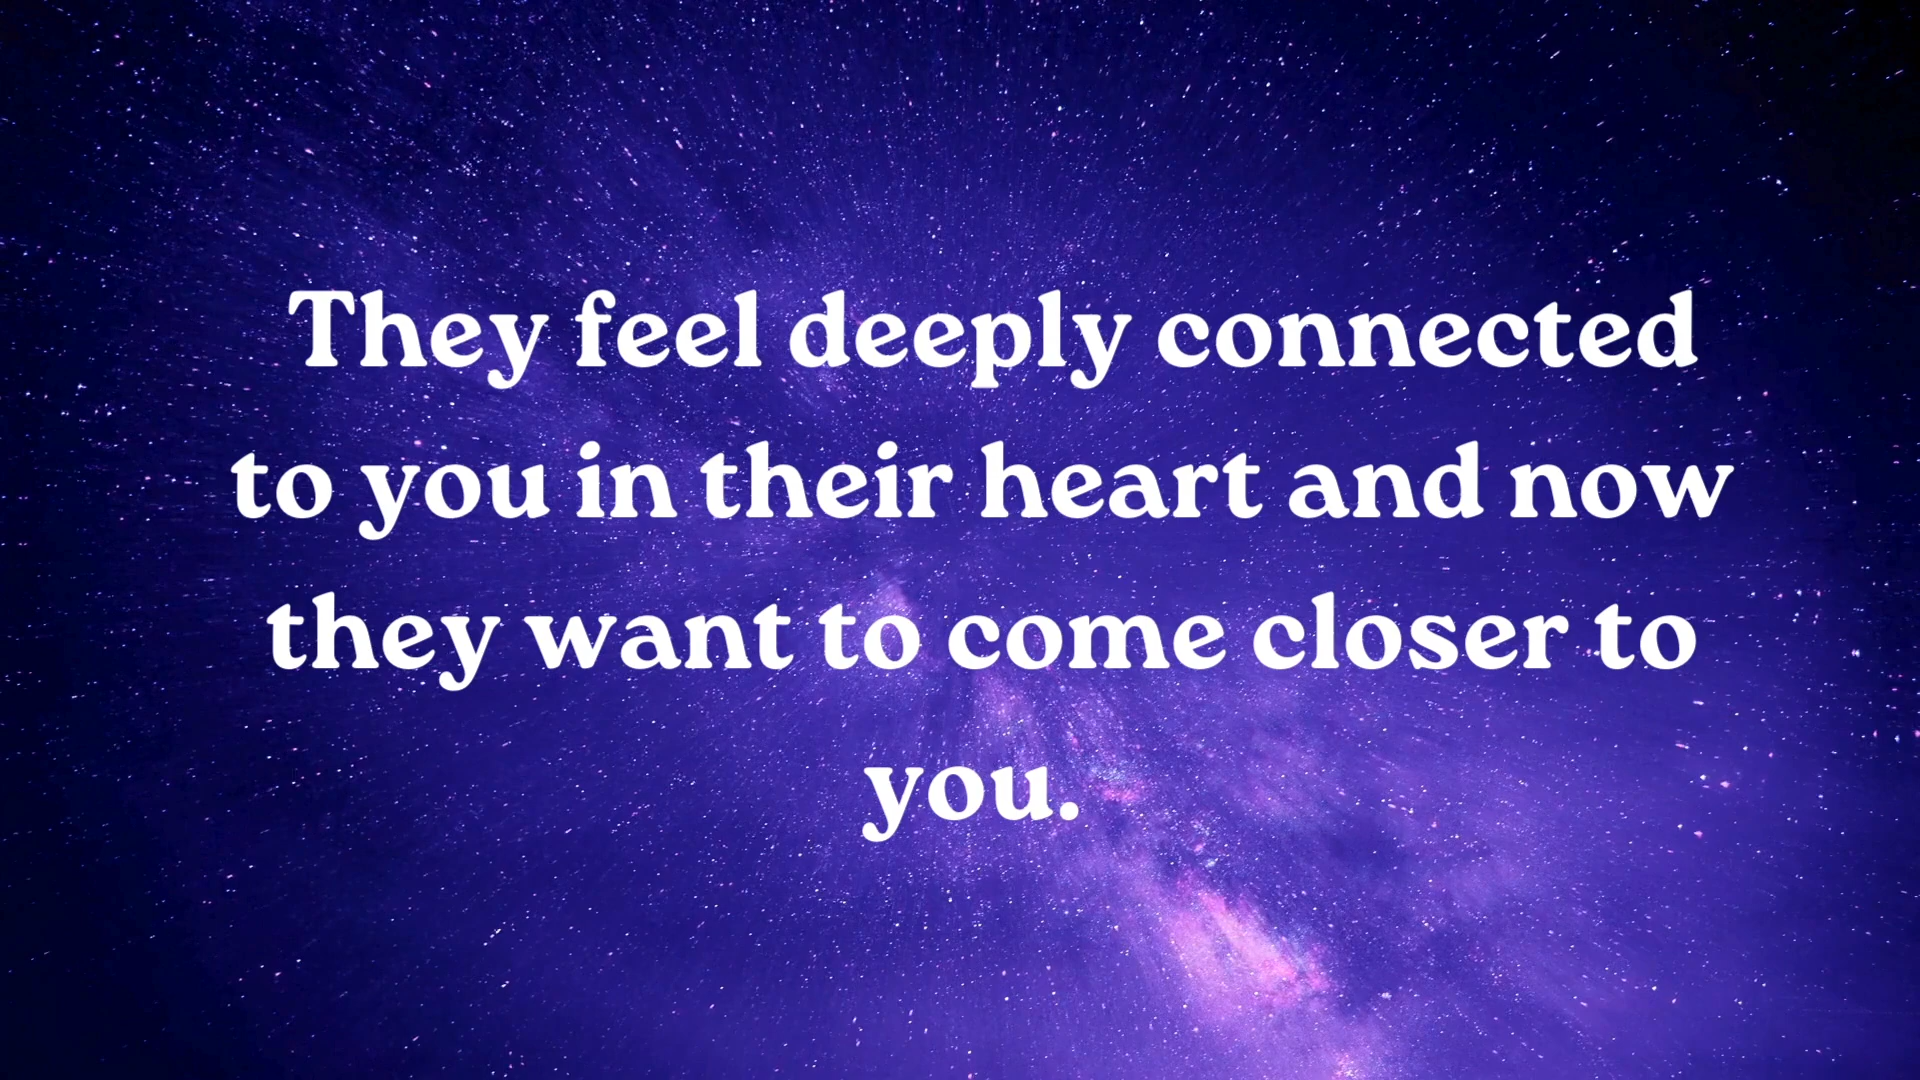 They feel deeply connected
to you in their heart and now
they want to come closer to
you.